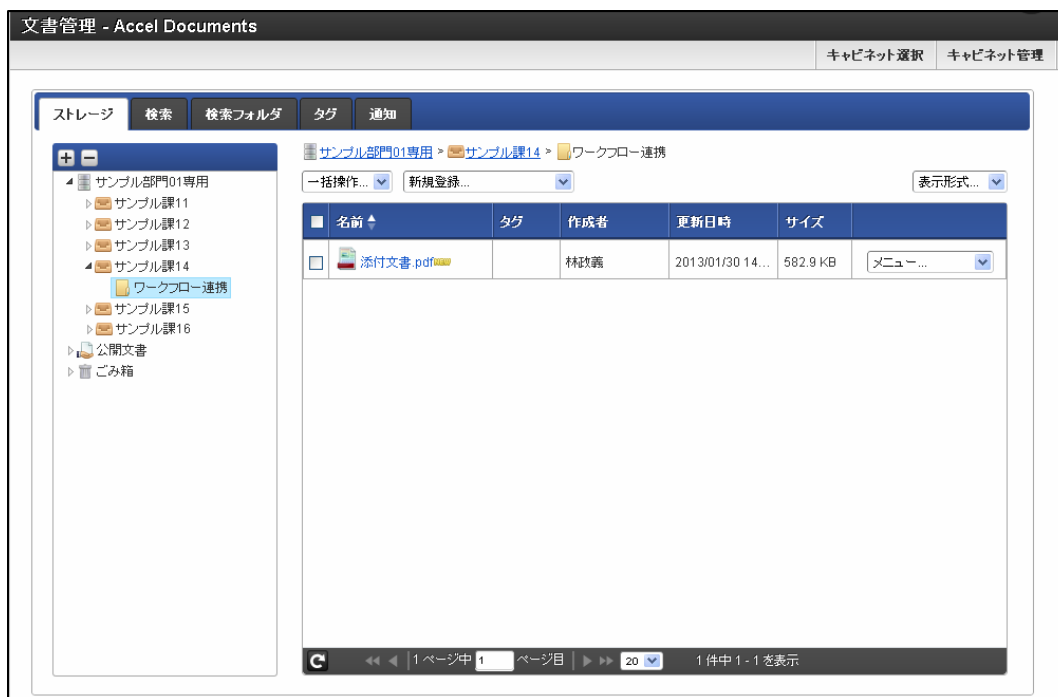 文書管理 - Accel Documents
キャビネット選択 キャビネット管理
ストレージ 検索 検索フォルダ タグ 通知
サンプル部門01専用 > サンプル課14 > ワークフロー連携
一括操作... 新規登録... 表示形式...
サンプル部門01専用
サンプル課11
サンプル課12
サンプル課13
サンプル課14
ワークフロー連携
サンプル課15
サンプル課16
公開文書
ごみ箱
名前 タグ 作成者 更新日時 サイズ
添付文書.pdf 林政義 2013/01/30 14... 582.9 KB メニュー...
1 ページ中 1 ページ目 20 1 件中 1 - 1 を表示